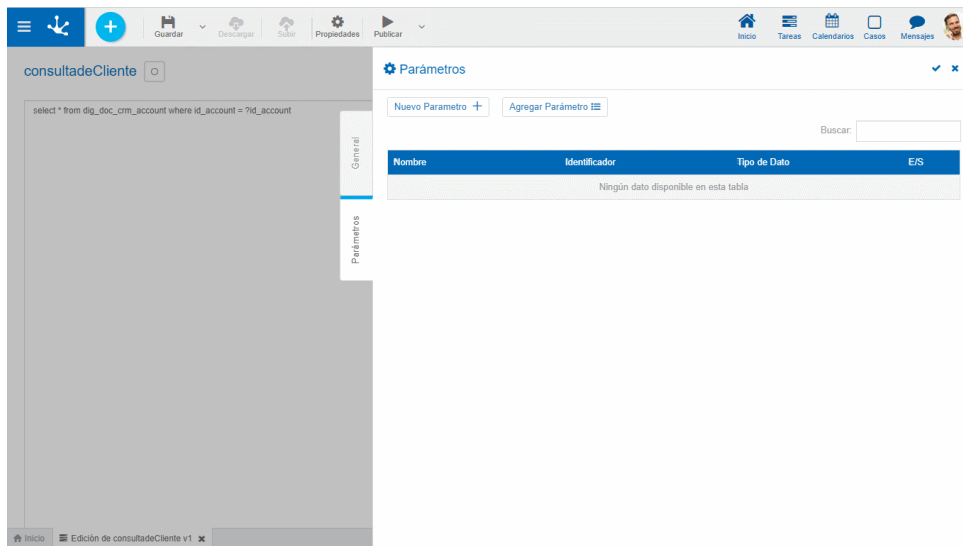 Guardar
Descargar
Subir
Propiedades
Publicar
Inicio
Tareas
Calendarios
Casos
Mensajes
consultadeCliente
Parámetros
select * from dig_doc_crm_account where id_account = ?id_account
General
Parámetros
Nuevo Parametro
Agregar Parámetro
Buscar:
Nombre Identificador Tipo de Dato E/S
Ningún dato disponible en esta tabla
Inicio
Edición de consultadeCliente v1